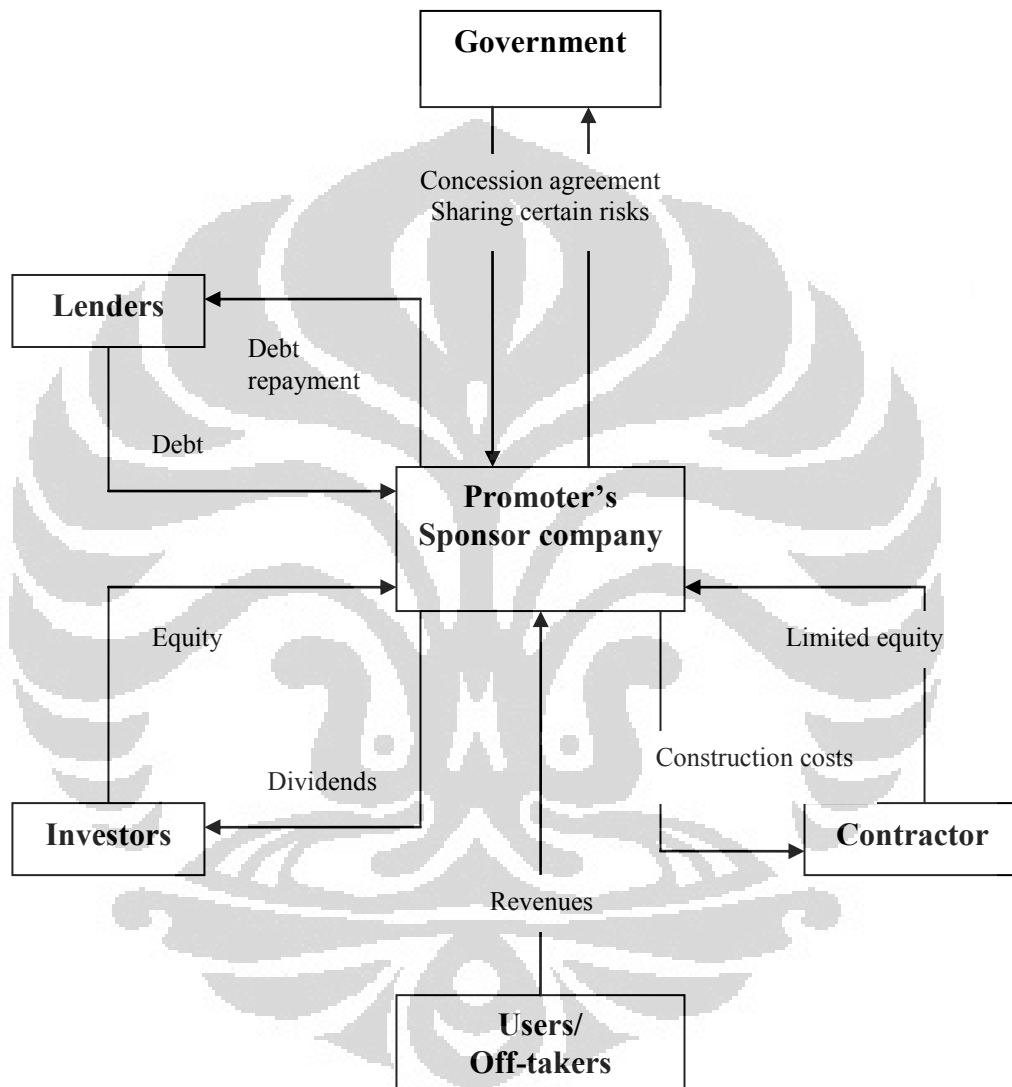 Government
Concession agreement
Sharing certain risks
Lenders
Debt
repayment
Debt
Promoter’s
Sponsor company
Equity
Limited equity
Construction costs
Dividends
Investors
Contractor
Revenues
Users/
Off-takers